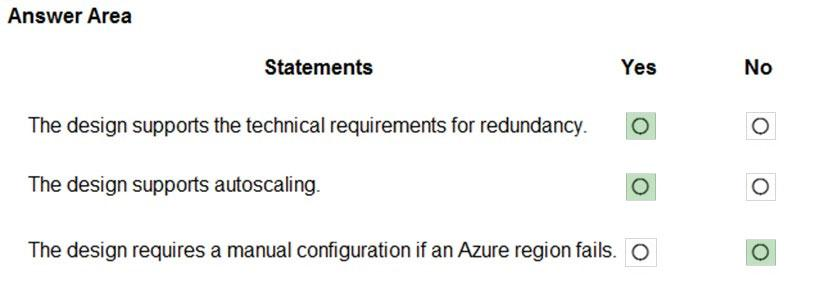 Answer Area
Statements Yes No
The design supports the technical requirements for redundancy.
The design supports autoscaling.
The design requires a manual configuration if an Azure region fails.